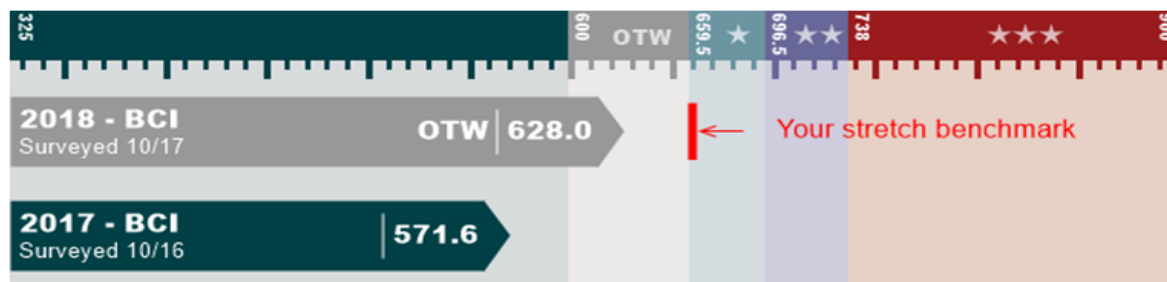 325 600 OTW 659.5 ★ 696.5 ★★ 738 ★★★ 900
2018 - BCI OTW 628.0
Surveyed 10/17
Your stretch benchmark
2017 - BCI 571.6
Surveyed 10/16